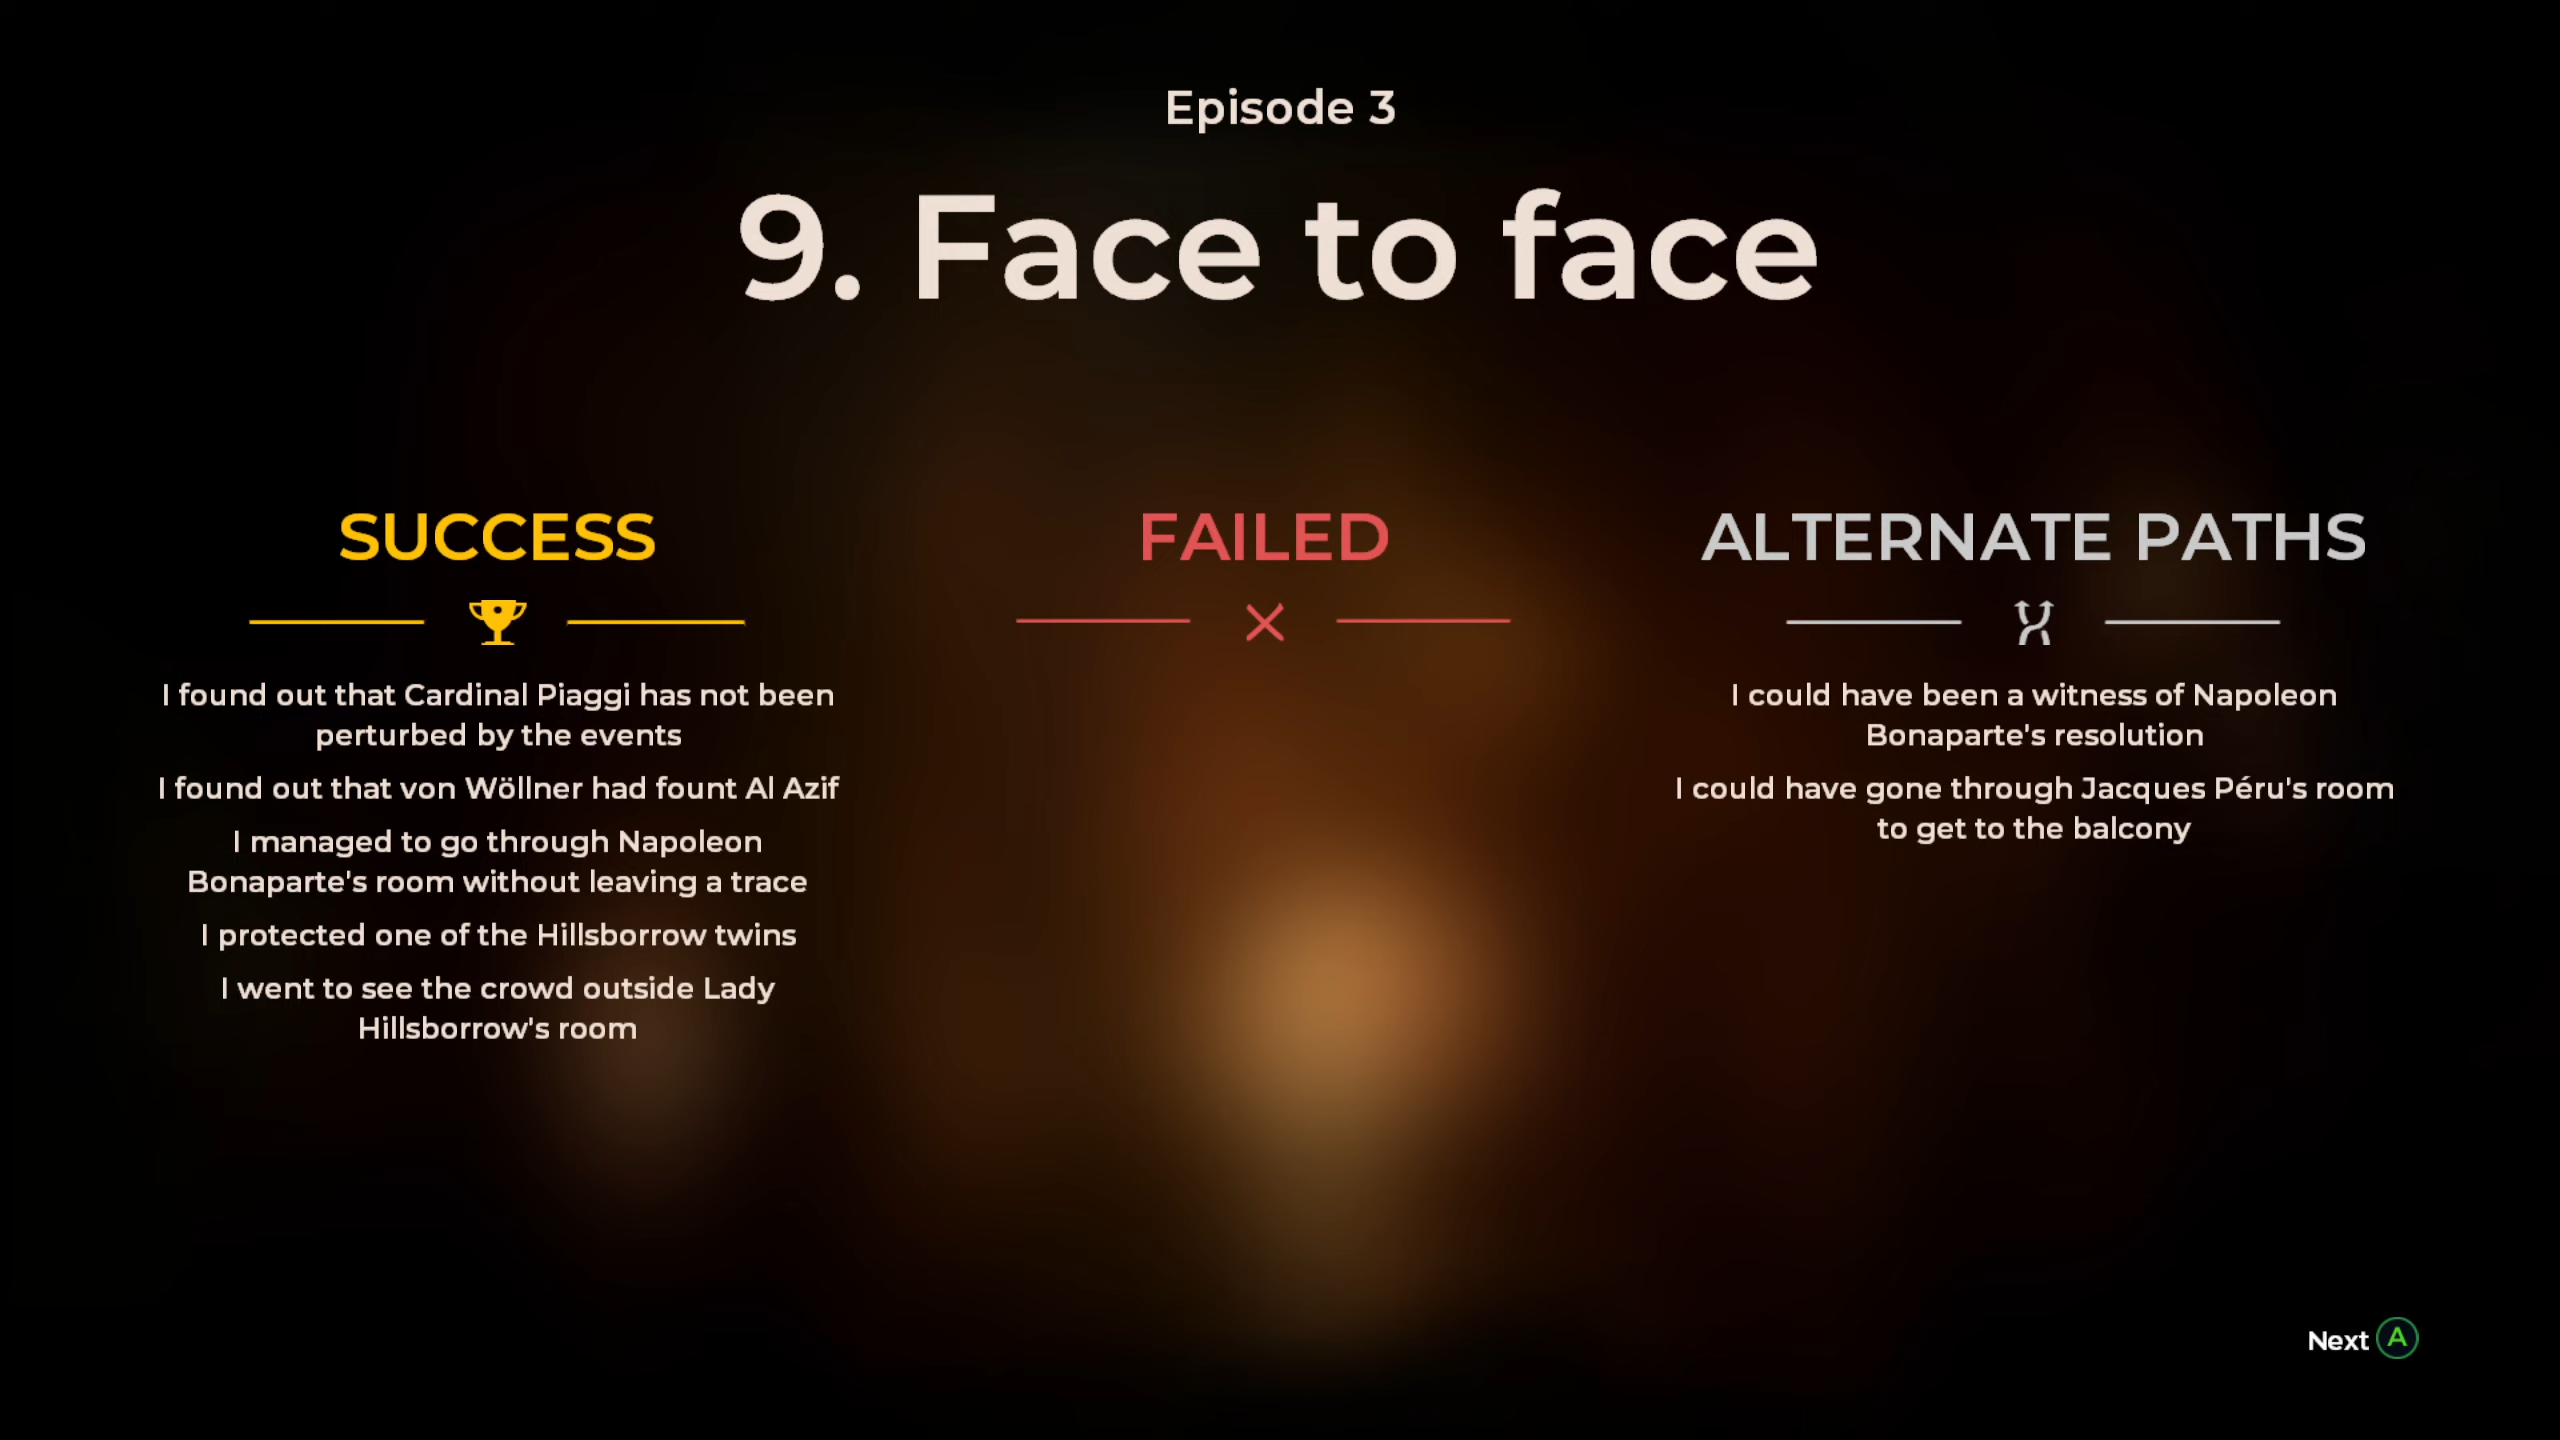 Episode 3
9. Face to face
SUCCESS
I found out that Cardinal Piaggi has not been
perturbed by the events
I found out that von Wöllner had fount Al Azif
I managed to go through Napoleon
Bonaparte's room without leaving a trace
I protected one of the Hillsborrow twins
I went to see the crowd outside Lady
Hillsborrow's room
FAILED
ALTERNATE PATHS
I could have been a witness of Napoleon
Bonaparte's resolution
I could have gone through Jacques Péru's room
to get to the balcony
Next A